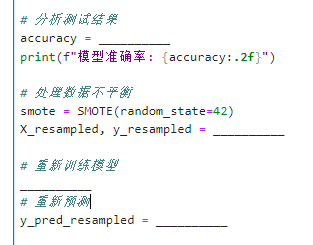 # 分析测试结果
accuracy = __________
print(f"模型准确率: {accuracy:.2f}")
# 处理数据不平衡
smote = SMOTE(random_state=42)
X_resampled, y_resampled = __________
# 重新训练模型
__________
# 重新预测
y_pred_resampled = __________